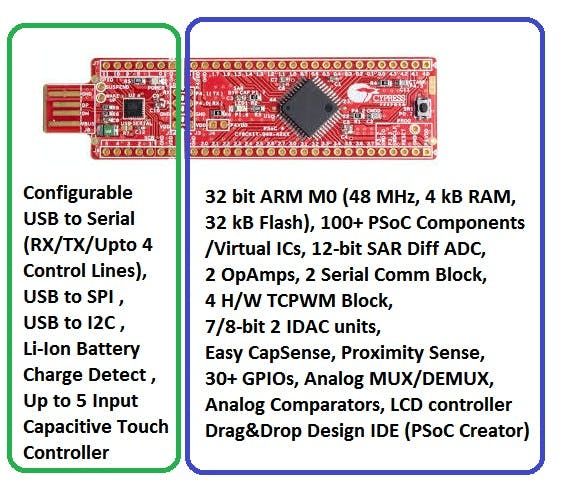 CYPRESS
Configurable
USB to Serial
(RX/TX/Upto 4
Control Lines),
USB to SPI ,
USB to I2C ,
Li-Ion Battery
Charge Detect ,
Up to 5 Input
Capacitive Touch
Controller
32 bit ARM M0 (48 MHz, 4 kB RAM,
32 kB Flash), 100+ PSoC Components
/Virtual ICs, 12-bit SAR Diff ADC,
2 OpAmps, 2 Serial Comm Block,
4 H/W TCPWM Block,
7/8-bit 2 IDAC units,
Easy CapSense, Proximity Sense,
30+ GPIOs, Analog MUX/DEMUX,
Analog Comparators, LCD controller
Drag&Drop Design IDE (PSoC Creator)